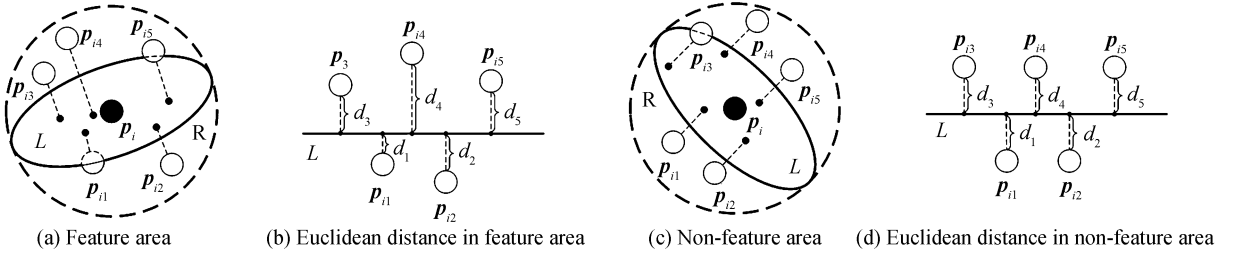 p_i4
p_i5
p_i3
p_i
L
R
p_i1
p_i2
(a) Feature area
p_i4
p_3
p_i5
d_4
d_3
d_5
L
d_1
d_2
p_i1
p_i2
(b) Euclidean distance in feature area
p_i4
p_i3
p_i5
R
p_i
p_i1
L
p_i2
(c) Non-feature area
p_i3
p_i4
p_i5
d_3
d_4
d_5
L
d_1
d_2
p_i1
p_i2
(d) Euclidean distance in non-feature area